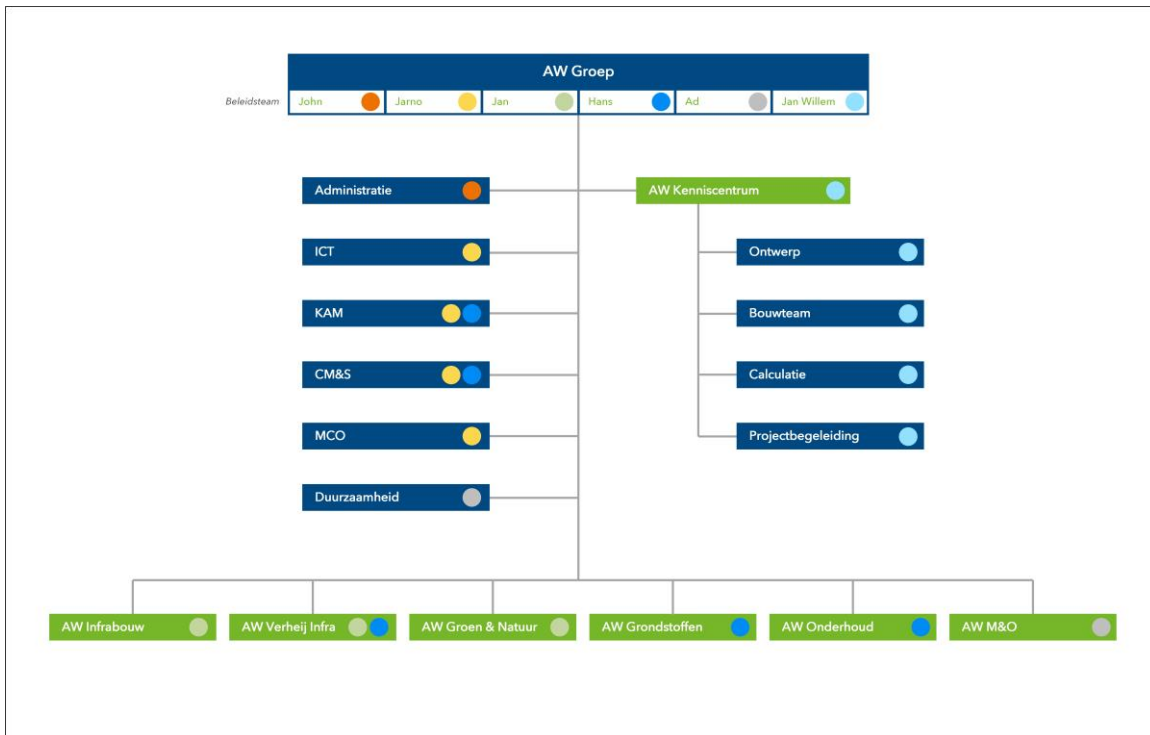 AW Groep
Beleidsteam John Jarno Jan Hans Ad Jan Willem
Administratie AW Kenniscentrum
ICT Ontwerp
KAM Bouwteam
CM&S Calculatie
MCO Projectbegeleiding
Duurzaamheid
AW Infrabouw AW Verheij Infra AW Groen & Natuur AW Grondstoffen AW Onderhoud AW M&O